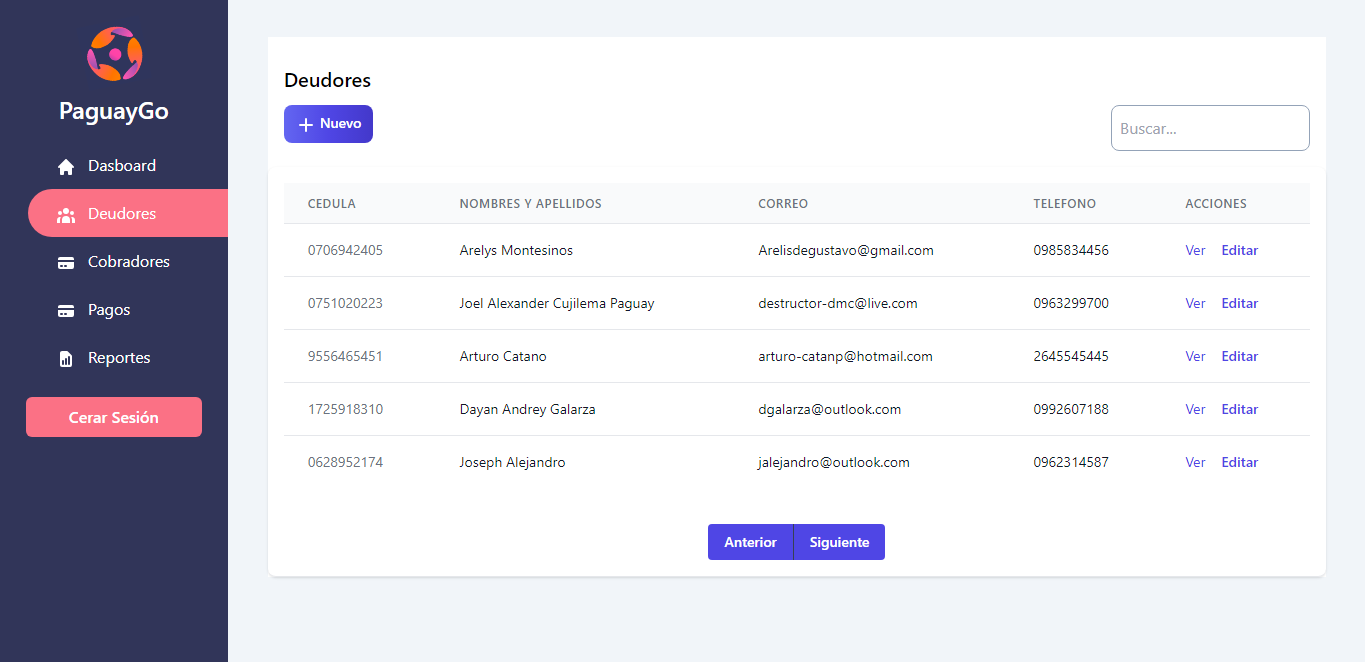 PaguayGo
Dasboard
Deudores
Cobradores
Pagos
Reportes
Cerar Sesión
Deudores
Nuevo
Buscar...
CEDULA NOMBRES Y APELLIDOS CORREO TELEFONO ACCIONES
0706942405 Arelys Montesinos Arelisdegustavo@gmail.com 0985834456 Ver Editar
0751020223 Joel Alexander Cujilema Paguay destructor-dmc@live.com 0963299700 Ver Editar
9556465451 Arturo Catano arturo-catanp@hotmail.com 2645545445 Ver Editar
1725918310 Dayan Andrey Galarza dgalarza@outlook.com 0992607188 Ver Editar
0628952174 Joseph Alejandro jalejandro@outlook.com 0962314587 Ver Editar
Anterior Siguiente